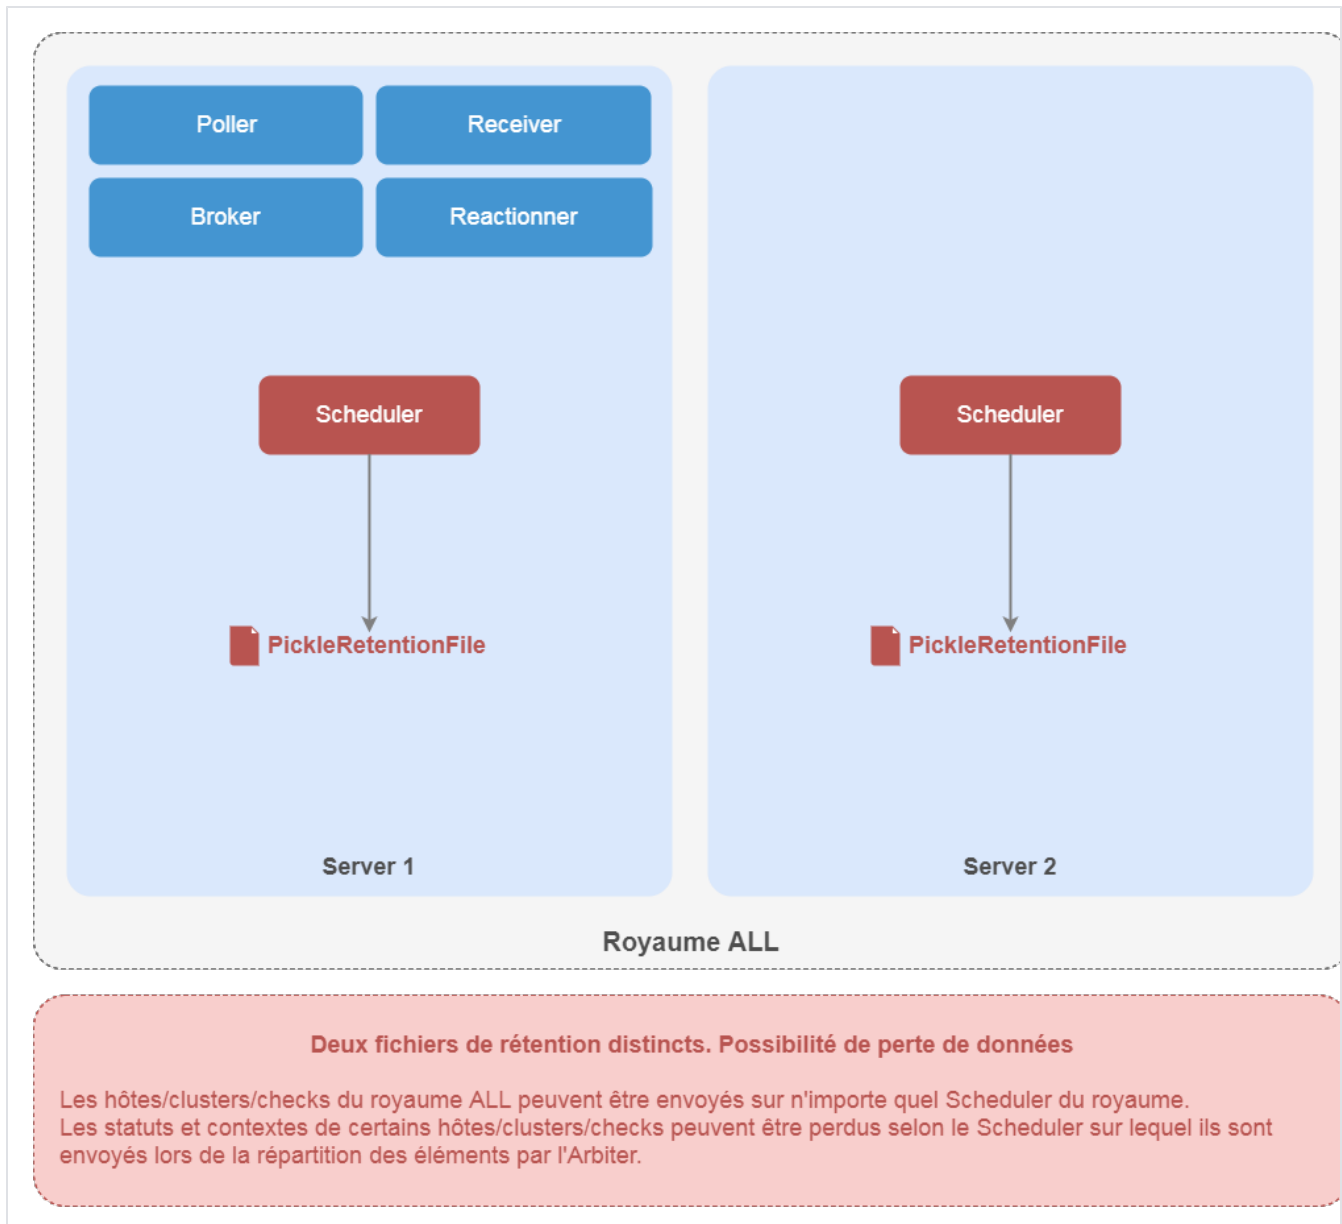 Poller
Receiver
Broker
Reactionner
Scheduler
Scheduler
PickleRetentionFile
PickleRetentionFile
Server 1
Server 2
Royaume ALL
Deux fichiers de rétention distincts. Possibilité de perte de données
Les hôtes/clusters/checks du royaume ALL peuvent être envoyés sur n'importe quel Scheduler du royaume.
Les statuts et contextes de certains hôtes/clusters/checks peuvent être perdus selon le Scheduler sur lequel ils sont
envoyés lors de la répartition des éléments par l'Arbiter.